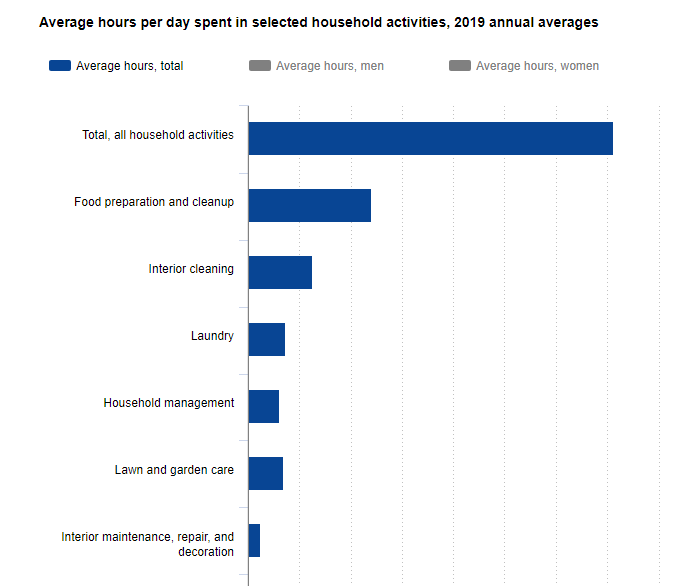 Average hours per day spent in selected household activities, 2019 annual averages
Average hours, total
Average hours, men
Average hours, women
Total, all household activities
Food preparation and cleanup
Interior cleaning
Laundry
Household management
Lawn and garden care
Interior maintenance, repair, and
decoration